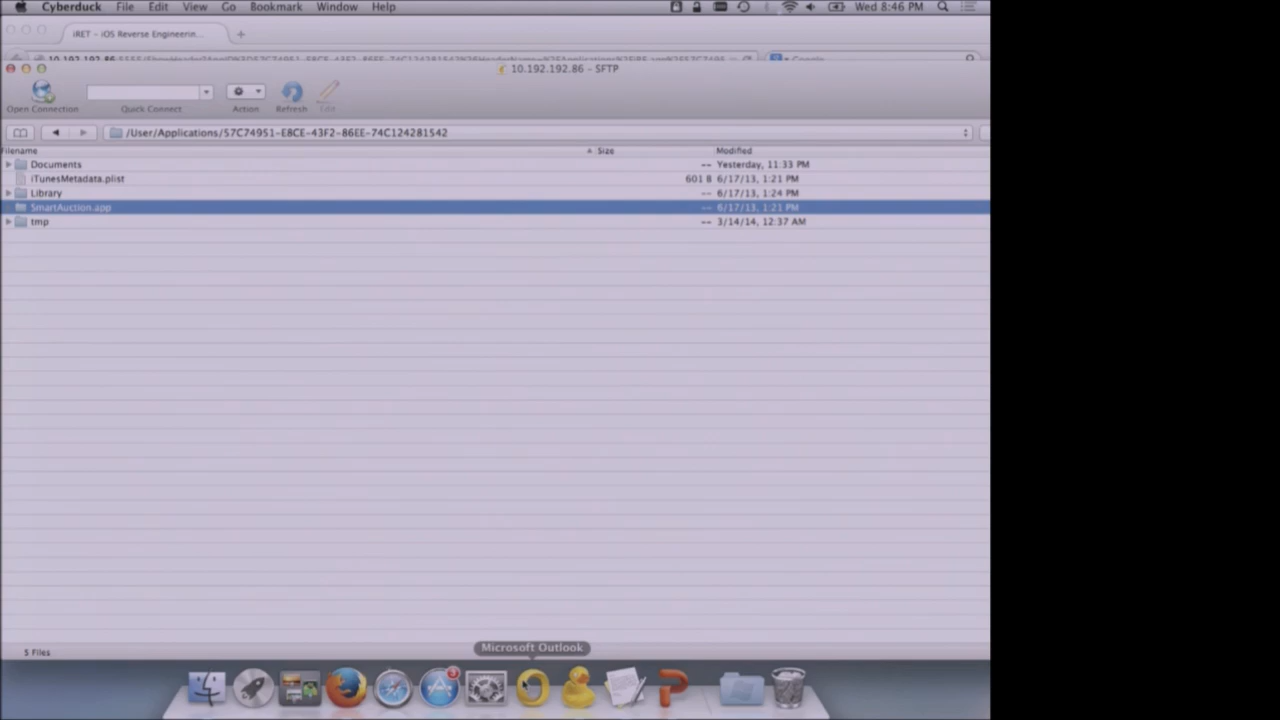 Cyberduck File Edit View Go Bookmark Window Help Wed 8:46 PM
iRET - iOS Reverse Engineerin...
10.192.192.86 - SFTP
Open Connection Quick Connect Action Refresh Edit
/User/Applications/57C74951-E8CE-43F2-86EE-74C124281542
Filename Size Modified
Documents -- Yesterday, 11:33 PM
iTunesMetadata.plist 601 B 6/17/13, 1:21 PM
Library -- 6/17/13, 1:24 PM
SmartAuction.app -- 6/17/13, 1:21 PM
tmp -- 3/14/14, 12:37 AM
5 Files
Microsoft Outlook
3